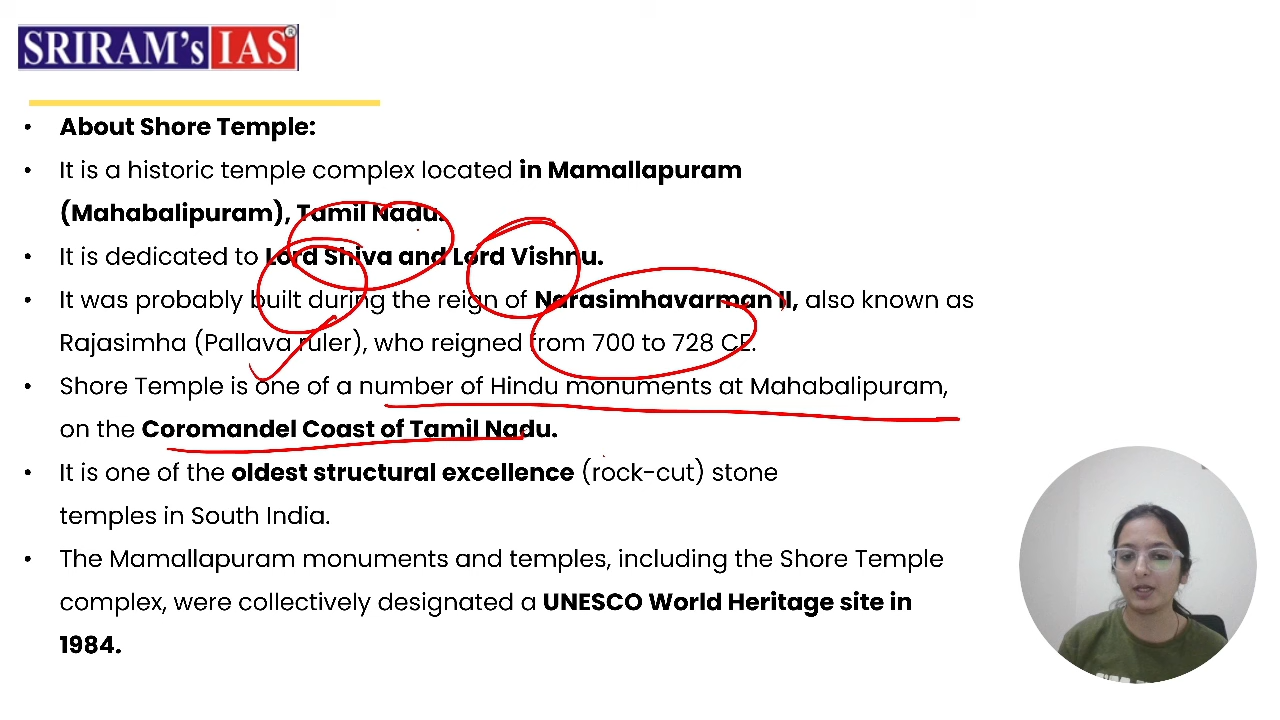 SRIRAM's IAS®
• About Shore Temple:
• It is a historic temple complex located in Mamallapuram
(Mahabalipuram), Tamil Nadu.
• It is dedicated to Lord Shiva and Lord Vishnu.
• It was probably built during the reign of Narasimhavarman II, also known as
Rajasimha (Pallava ruler), who reigned from 700 to 728 CE.
• Shore Temple is one of a number of Hindu monuments at Mahabalipuram,
on the Coromandel Coast of Tamil Nadu.
• It is one of the oldest structural excellence (rock-cut) stone
temples in South India.
• The Mamallapuram monuments and temples, including the Shore Temple
complex, were collectively designated a UNESCO World Heritage site in
1984.